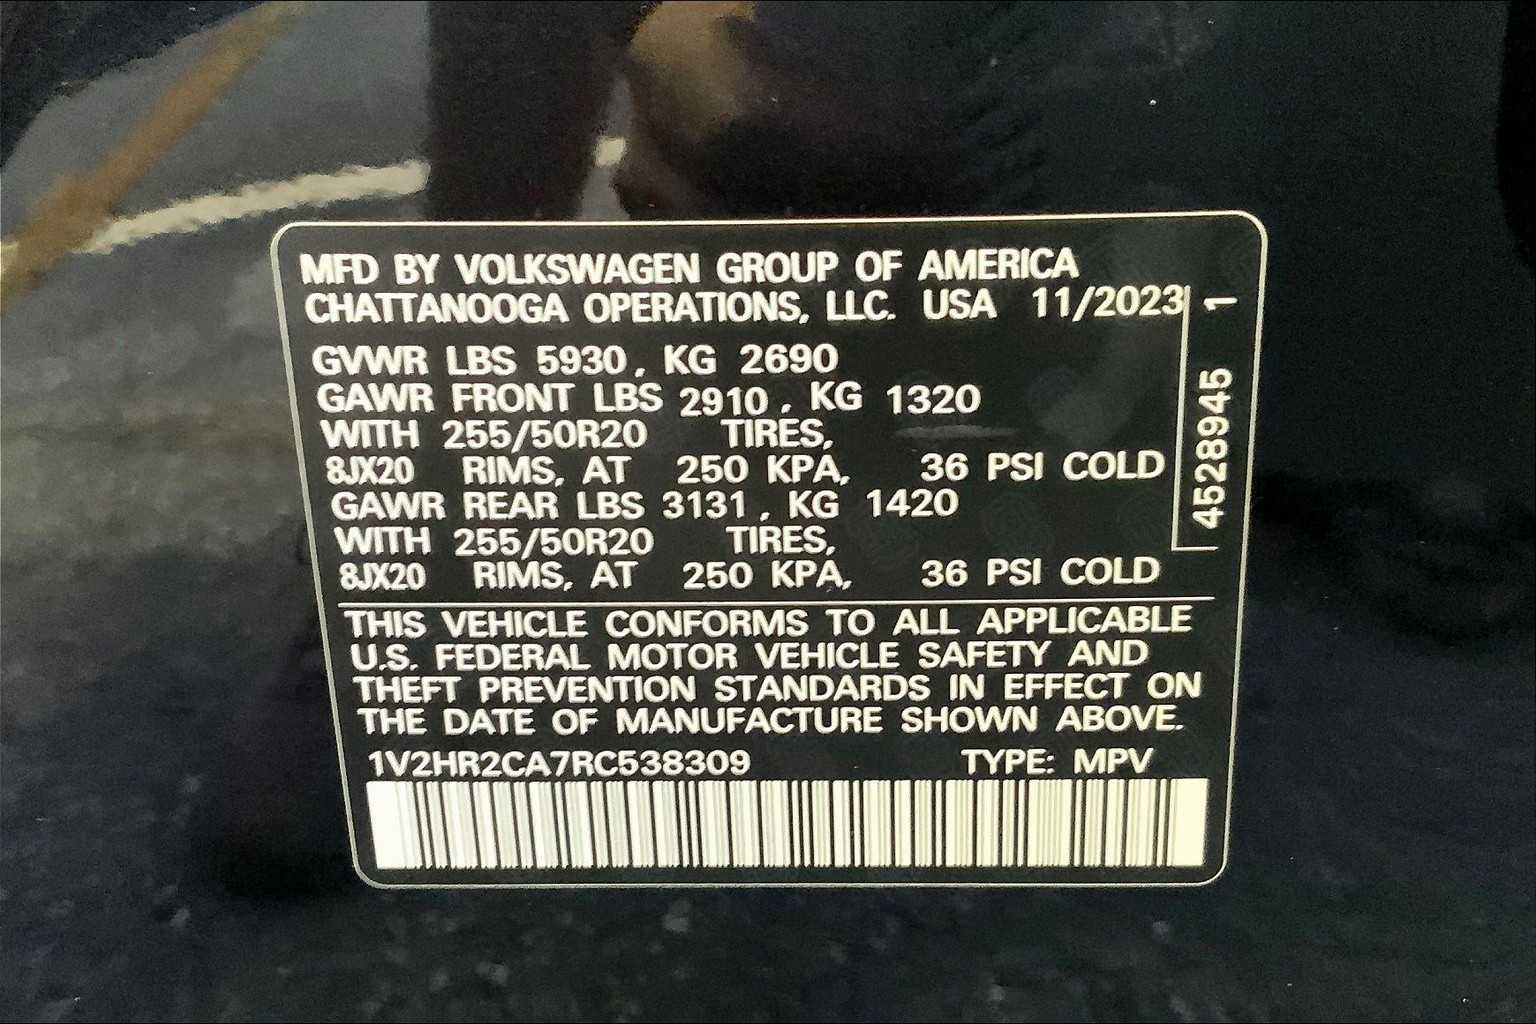 MFD BY VOLKSWAGEN GROUP OF AMERICA
CHATTANOOGA OPERATIONS, LLC. USA 11/2023
GVWR LBS 5930, KG 2690
GAWR FRONT LBS 2910, KG 1320
WITH 255/50R20 TIRES,
8JX20 RIMS, AT 250 KPA, 36 PSI COLD
GAWR REAR LBS 3131, KG 1420
WITH 255/50R20 TIRES,
8JX20 RIMS, AT 250 KPA, 36 PSI COLD
4528945 1
THIS VEHICLE CONFORMS TO ALL APPLICABLE
U.S. FEDERAL MOTOR VEHICLE SAFETY AND
THEFT PREVENTION STANDARDS IN EFFECT ON
THE DATE OF MANUFACTURE SHOWN ABOVE.
1V2HR2CA7RC538309 TYPE: MPV